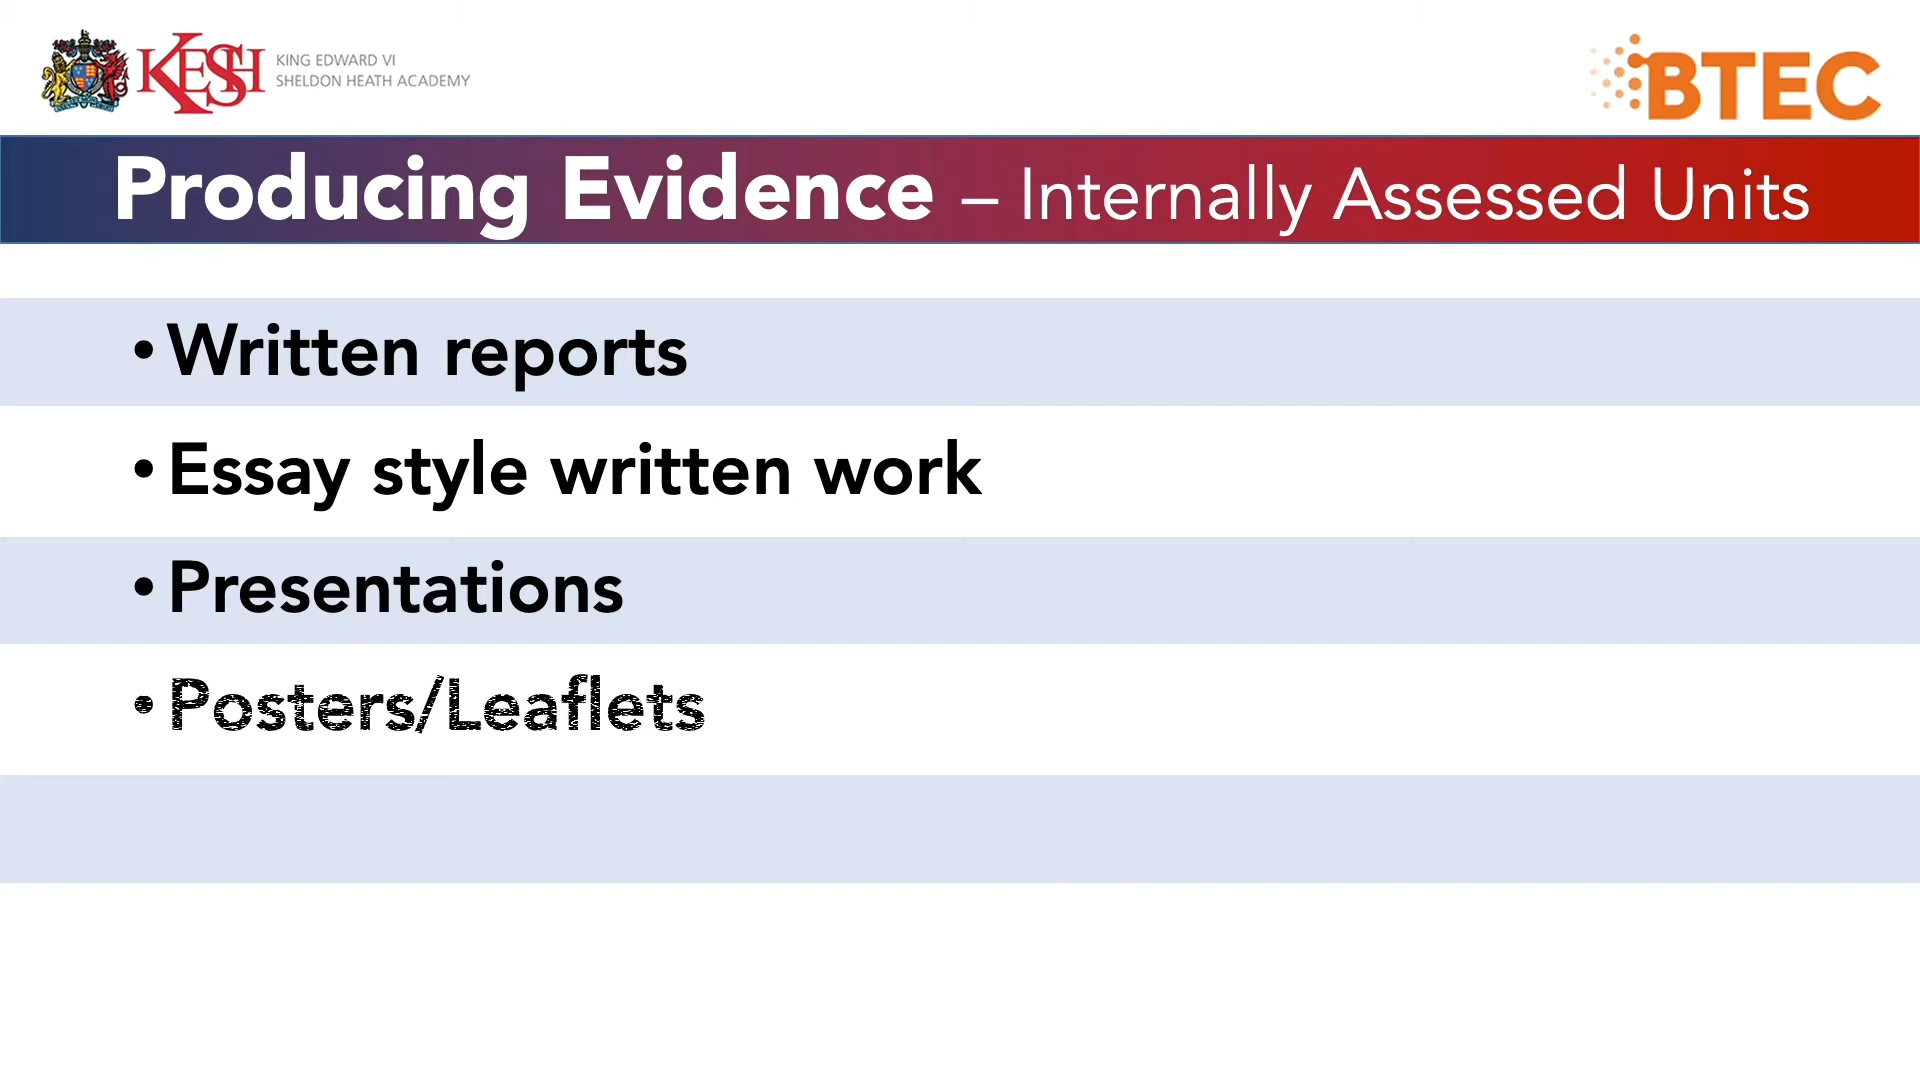 KESH KING EDWARD VI
SHELDON HEATH ACADEMY
BTEC
Producing Evidence – Internally Assessed Units
• Written reports
• Essay style written work
• Presentations
• Posters/Leaflets